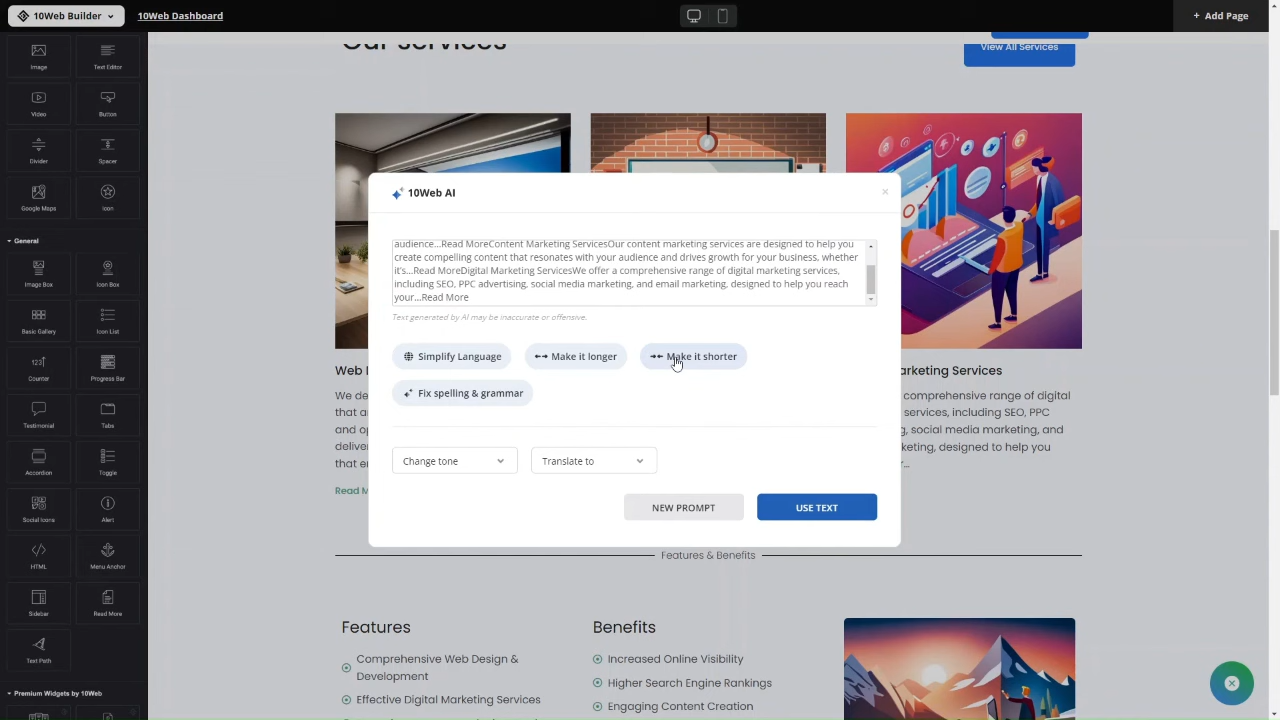 10Web Builder
10Web Dashboard
+ Add Page
Image
Text Editor
Video
Button
Divider
Spacer
Google Maps
Icon
General
Image Box
Icon Box
Basic Gallery
Icon List
Counter
Progress Bar
Testimonial
Tabs
Accordion
Toggle
Social Icons
Alert
HTML
Menu Anchor
Sidebar
Read More
Text Path
Premium Widgets by 10Web
Our services
View All Services
10Web AI
audience...Read MoreContent Marketing ServicesOur content marketing services are designed to help you
create compelling content that resonates with your audience and drives growth for your business, whether
it's...Read MoreDigital Marketing ServicesWe offer a comprehensive range of digital marketing services,
including SEO, PPC advertising, social media marketing, and email marketing, designed to help you reach
your...Read More
Text generated by AI may be inaccurate or offensive.
Simplify Language
Make it longer
Make it shorter
Fix spelling & grammar
Change tone
Translate to
NEW PROMPT
USE TEXT
Web
We de
that a
and o
deliver
that e
Read M
arketing Services
comprehensive range of digital
services, including SEO, PPC
, social media marketing, and
keting, designed to help you
Features & Benefits
Features
Comprehensive Web Design &
Development
Effective Digital Marketing Services
Benefits
Increased Online Visibility
Higher Search Engine Rankings
Engaging Content Creation